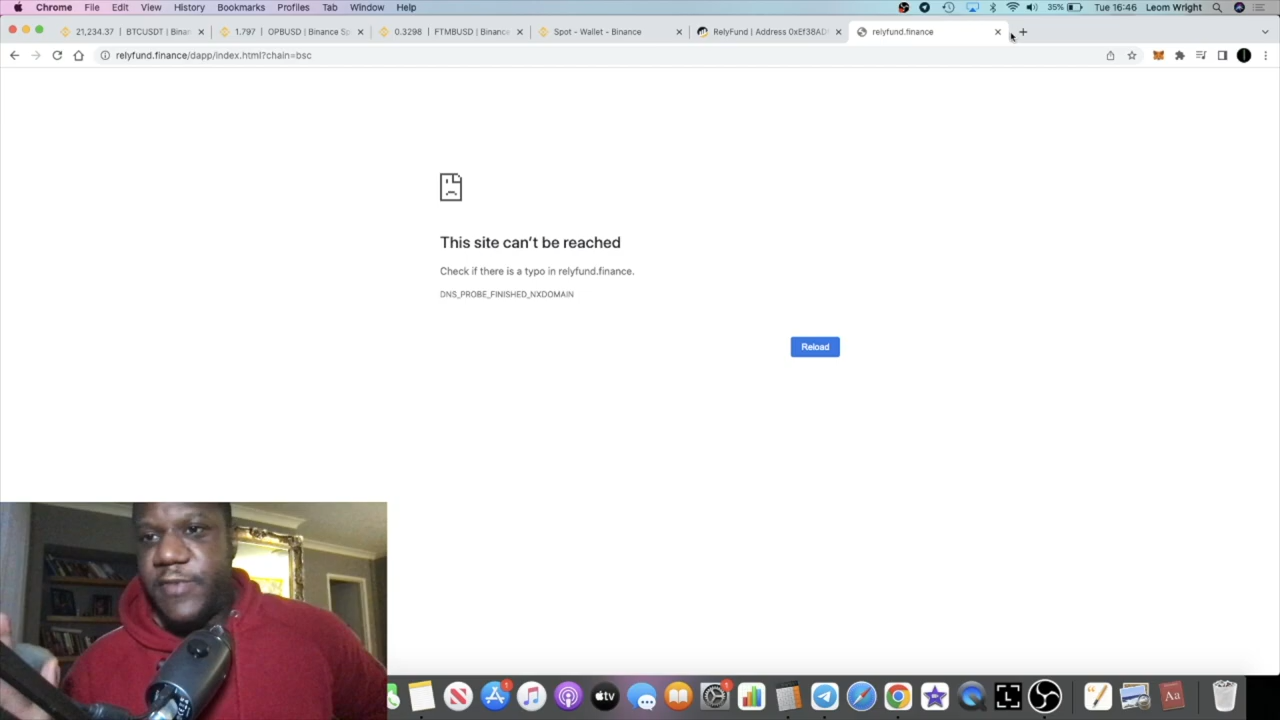 Chrome File Edit View History Bookmarks Profiles Tab Window Help 35% Tue 16:46 Leom Wright
21,234.37 | BTCUSDT | Binan 1.797 | OPBUSD | Binance Sp 0.3298 | FTMBUSD | Binance Spot - Wallet - Binance RelyFund | Address 0xEf38AD relyfund.finance
relyfund.finance/dapp/index.html?chain=bsc
This site can't be reached
Check if there is a typo in relyfund.finance.
DNS_PROBE_FINISHED_NXDOMAIN
Reload
tv Aa